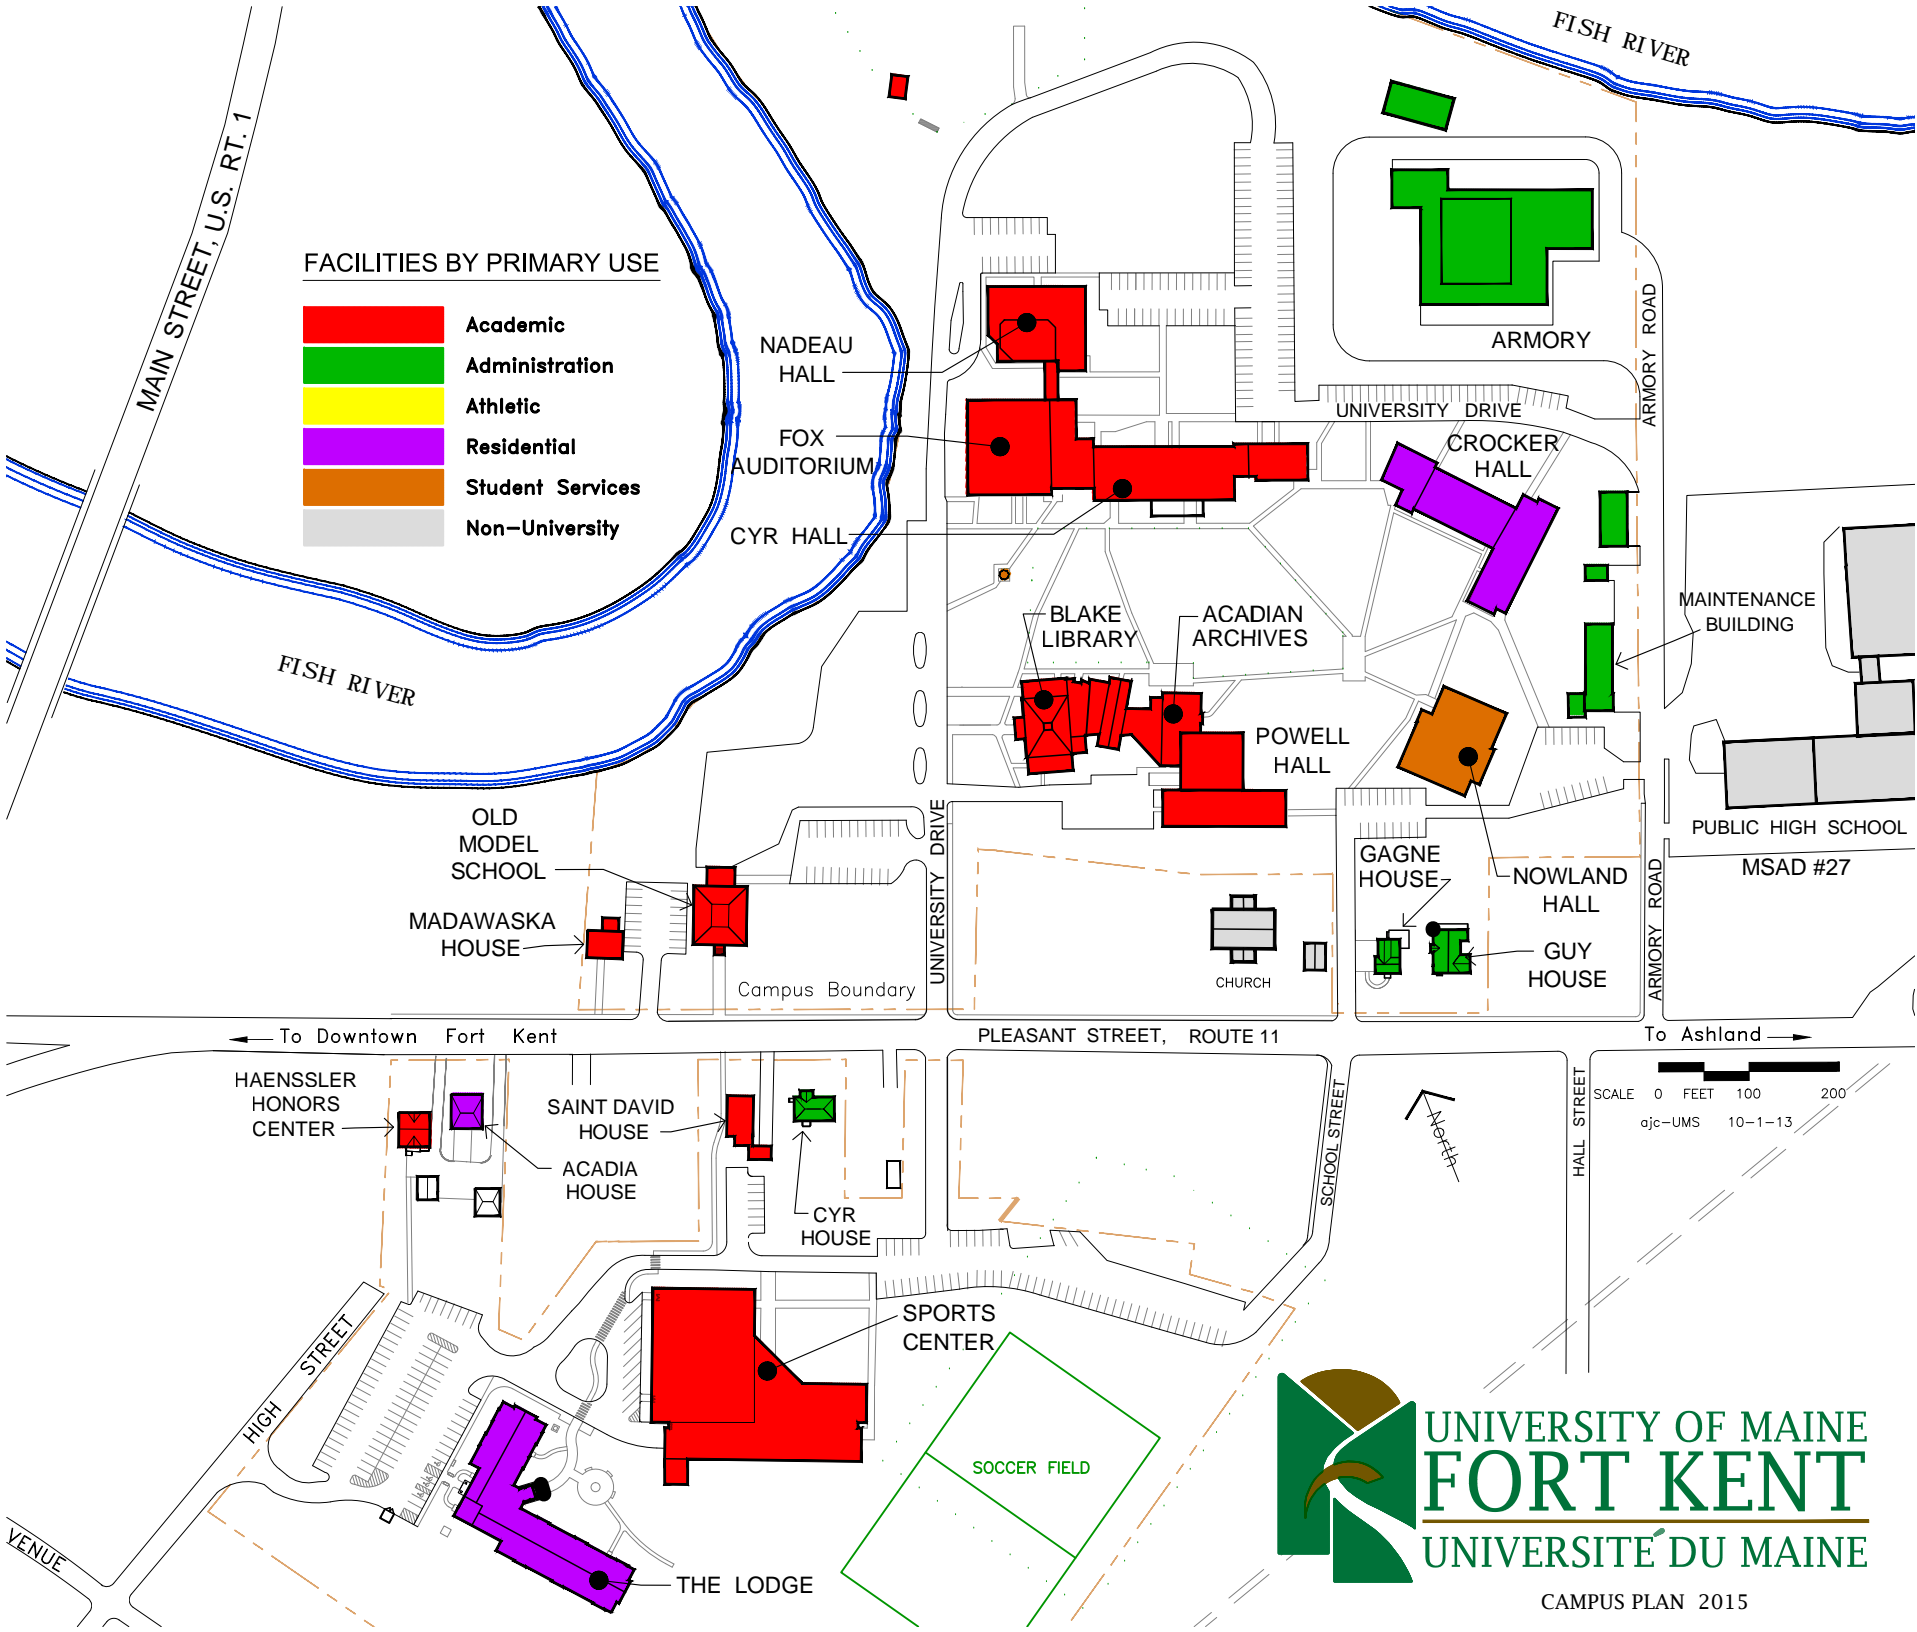 FISH RIVER
MAIN STREET, U.S. RT. 1
FACILITIES BY PRIMARY USE
Academic
Administration
Athletic
Residential
Student Services
Non-University
NADEAU
HALL
FOX
AUDITORIUM
CYR HALL
ARMORY
ARMORY ROAD
UNIVERSITY DRIVE
CROCKER
HALL
BLAKE
LIBRARY
ACADIAN
ARCHIVES
MAINTENANCE
BUILDING
FISH RIVER
POWELL
HALL
OLD
MODEL
SCHOOL
MADAWASKA
HOUSE
UNIVERSITY DRIVE
Campus Boundary
CHURCH
GAGNE
HOUSE
NOWLAND
HALL
GUY
HOUSE
ARMORY ROAD
PUBLIC HIGH SCHOOL
MSAD #27
To Downtown Fort Kent
PLEASANT STREET, ROUTE 11
To Ashland
HAENSSLER
HONORS
CENTER
ACADIA
HOUSE
SAINT DAVID
HOUSE
CYR
HOUSE
SCHOOL STREET
North
HALL STREET
SCALE 0 FEET 100 200
ajc-UMS 10-1-13
HIGH STREET
SPORTS
CENTER
SOCCER FIELD
THE LODGE
VENUE
UNIVERSITY OF MAINE
FORT KENT
UNIVERSITÉ DU MAINE
CAMPUS PLAN 2015